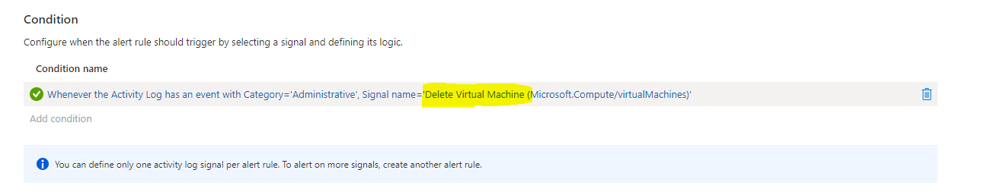 Condition
Configure when the alert rule should trigger by selecting a signal and defining its logic.
Condition name
Whenever the Activity Log has an event with Category='Administrative', Signal name='Delete Virtual Machine (Microsoft.Compute/virtualMachines)'
Add condition
You can define only one activity log signal per alert rule. To alert on more signals, create another alert rule.